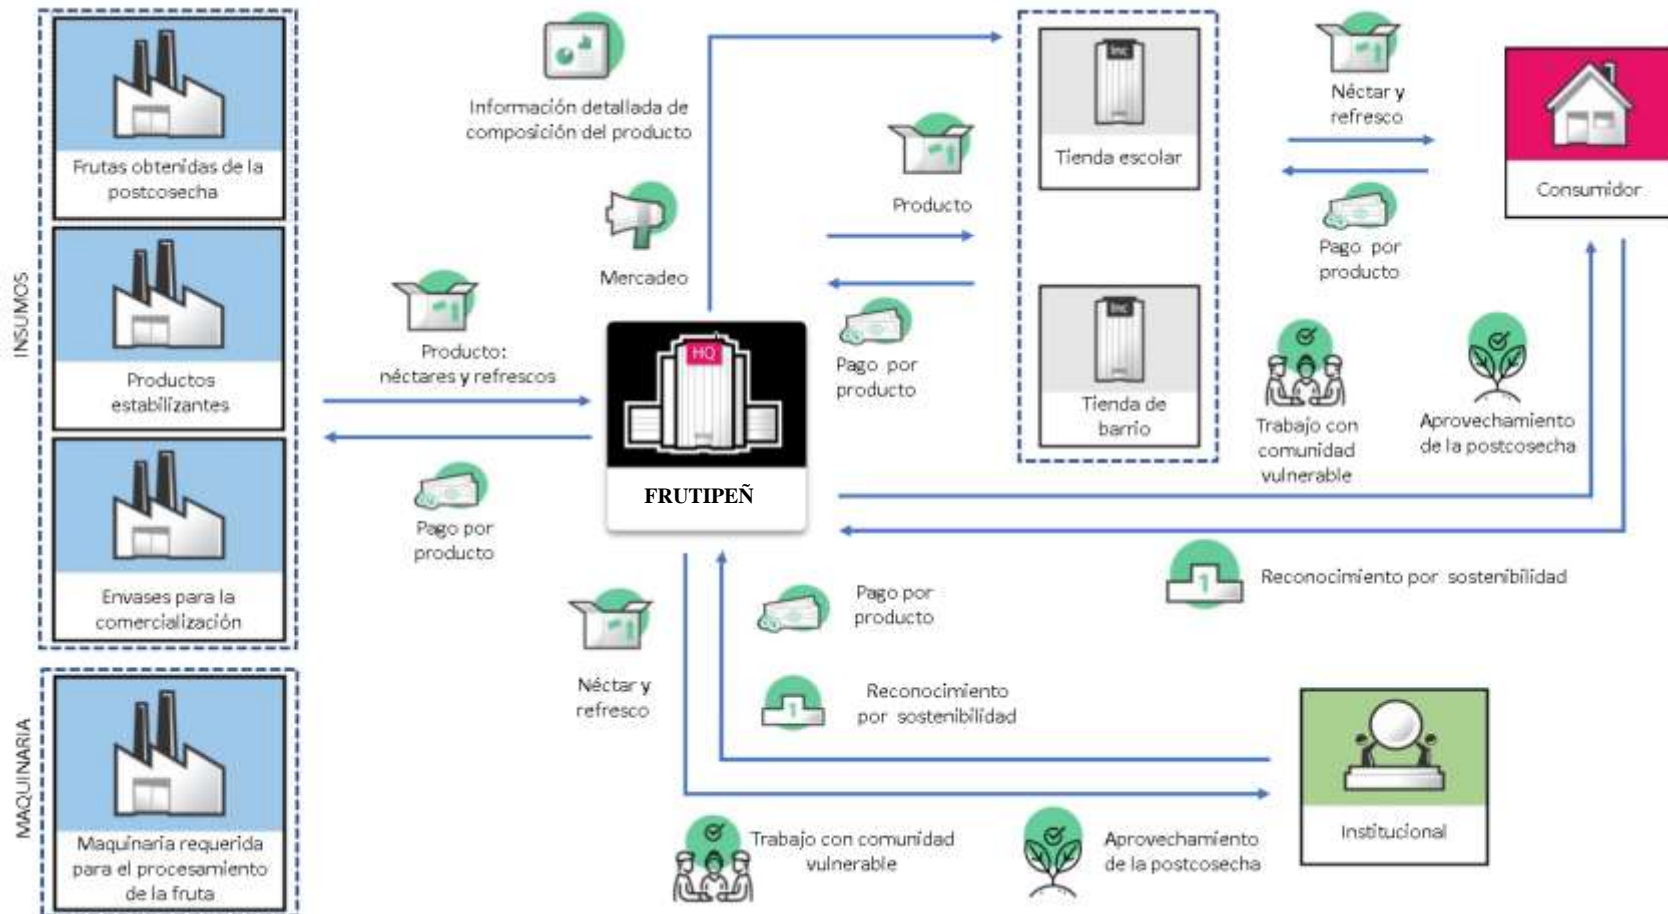 INSUMOS
Frutas obtenidas de la
postcosecha
Productos
estabilizantes
Envases para la
comercialización
MAQUINARIA
Maquinaria requerida
para el procesamiento
de la fruta
Producto:
néctares y refrescos
Pago por
producto
Información detallada de
composición del producto
Mercadeo
HQ
FRUTIPEÑ
Producto
Pago por
producto
Inc
Tienda escolar
Inc
Tienda de
barrio
Néctar y
refresco
Pago por
producto
Consumidor
Trabajo con
comunidad
vulnerable
Aprovechamiento
de la postcosecha
1
Reconocimiento por sostenibilidad
Néctar y
refresco
Pago por
producto
1
Reconocimiento
por sostenibilidad
Trabajo con comunidad
vulnerable
Aprovechamiento
de la postcosecha
Institucional